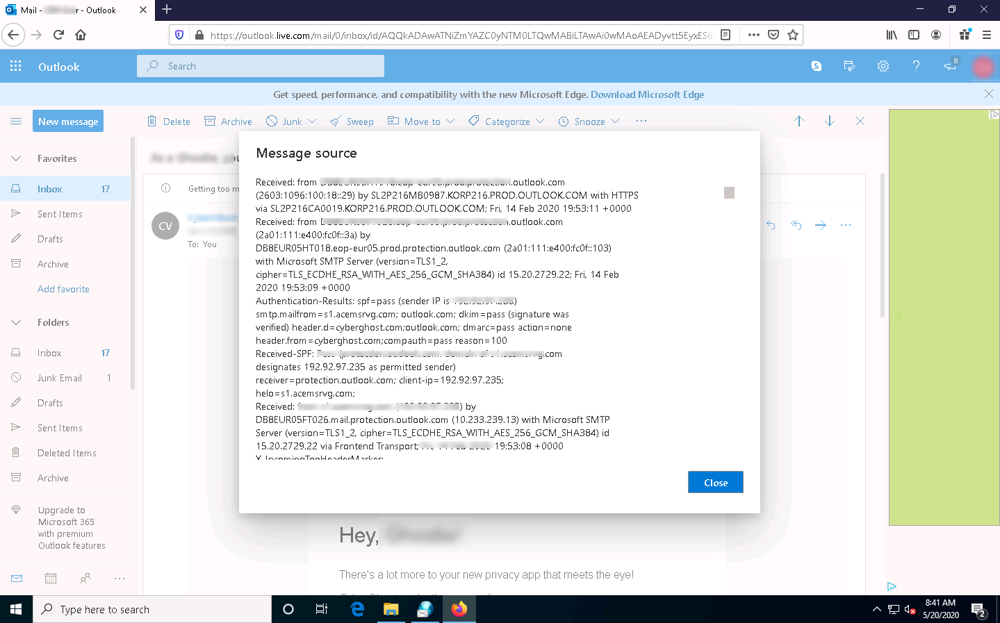 Mail - - Outlook
https://outlook.live.com/mail/0/inbox/id/AQQkADAwATNiZmYAZC0yNTM0LTQwMABiLTAwAi0wMAoAEADyvtt5EyxES6
Outlook
Search
8
Get speed, performance, and compatibility with the new Microsoft Edge. Download Microsoft Edge
New message
Delete
Archive
Junk
Sweep
Move to
Categorize
Snooze
Favorites
Inbox 17
Sent Items
Drafts
Archive
Add favorite
Folders
Inbox 17
Junk Email 1
Drafts
Sent Items
Deleted Items
Archive
Upgrade to
Microsoft 365
with premium
Outlook features
Getting too m
CV
To: You
Message source
Received: from .outlook.com
(2603:1096:100:18::29) by SL2P216MB0987.KORP216.PROD.OUTLOOK.COM with HTTPS
via SL2P216CA0019.KORP216.PROD.OUTLOOK.COM; Fri, 14 Feb 2020 19:53:11 +0000
Received: from .outlook.com
(2a01:111:e400:fc0f::3a) by
DB8EUR05HT018.eop-eur05.prod.protection.outlook.com (2a01:111:e400:fc0f::103)
with Microsoft SMTP Server (version=TLS1_2,
cipher=TLS_ECDHE_RSA_WITH_AES_256_GCM_SHA384) id 15.20.2729.22; Fri, 14 Feb
2020 19:53:09 +0000
Authentication-Results: spf=pass (sender IP is )
smtp.mailfrom=s1.acemsrvg.com; outlook.com; dkim=pass (signature was
verified) header.d=cyberghost.com;outlook.com; dmarc=pass action=none
header.from=cyberghost.com;compauth=pass reason=100
Received-SPF: .com
designates 192.92.97.235 as permitted sender)
receiver=protection.outlook.com; client-ip=192.92.97.235;
helo=s1.acemsrvg.com;
Received: ) by
DB8EUR05FT026.mail.protection.outlook.com (10.233.239.13) with Microsoft SMTP
Server (version=TLS1_2, cipher=TLS_ECDHE_RSA_WITH_AES_256_GCM_SHA384) id
15.20.2729.22 via Frontend Transport; 19:53:08 +0000
X-IncomingTopHeaderMarker:
Close
Hey,
There's a lot more to your new privacy app that meets the eye!
#
Type here to search
8:41 AM
5/20/2020
2